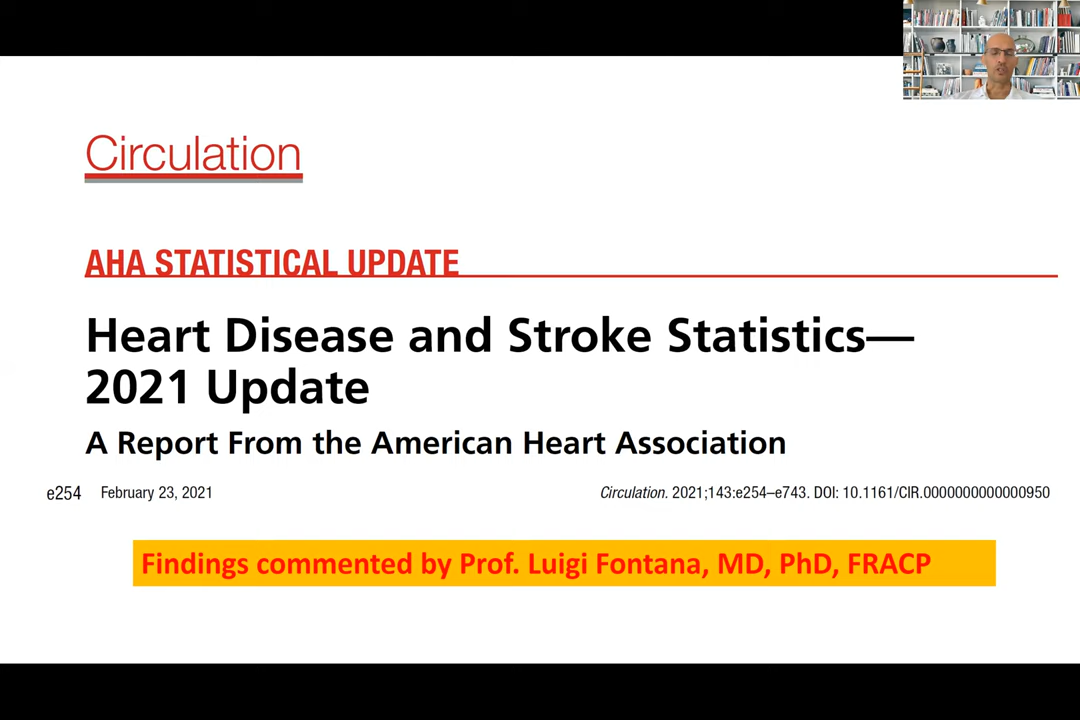 Circulation
AHA STATISTICAL UPDATE
Heart Disease and Stroke Statistics—
2021 Update
A Report From the American Heart Association
e254 February 23, 2021 Circulation. 2021;143:e254–e743. DOI: 10.1161/CIR.0000000000000950
Findings commented by Prof. Luigi Fontana, MD, PhD, FRACP